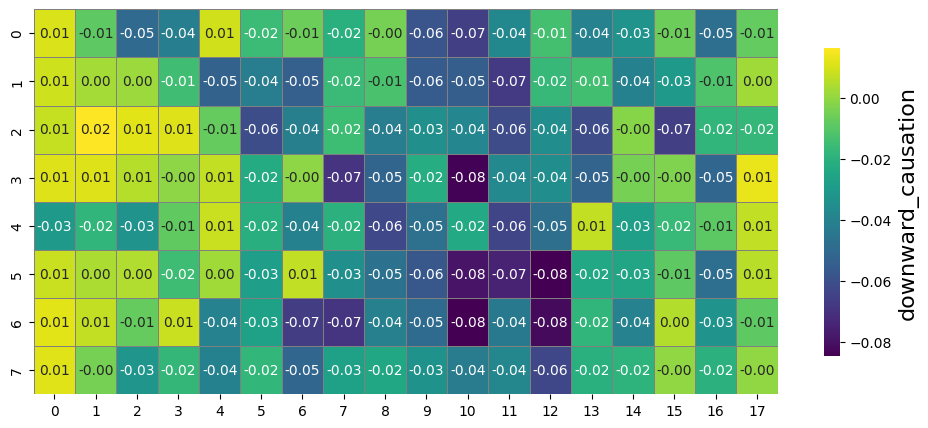 0 0.01 -0.01 -0.05 -0.04 0.01 -0.02 -0.01 -0.02 -0.00 -0.06 -0.07 -0.04 -0.01 -0.04 -0.03 -0.01 -0.05 -0.01
1 0.01 0.00 0.00 -0.01 -0.05 -0.04 -0.05 -0.02 -0.01 -0.06 -0.05 -0.07 -0.02 -0.01 -0.04 -0.03 -0.01 0.00
2 0.01 0.02 0.01 0.01 -0.01 -0.06 -0.04 -0.02 -0.04 -0.03 -0.04 -0.06 -0.04 -0.06 -0.00 -0.07 -0.02 -0.02
3 0.01 0.01 0.01 -0.00 0.01 -0.02 -0.00 -0.07 -0.05 -0.02 -0.08 -0.04 -0.04 -0.05 -0.00 -0.00 -0.05 0.01
4 -0.03 -0.02 -0.03 -0.01 0.01 -0.02 -0.04 -0.02 -0.06 -0.05 -0.02 -0.06 -0.05 0.01 -0.03 -0.02 -0.01 0.01
5 0.01 0.00 0.00 -0.02 0.00 -0.03 0.01 -0.03 -0.05 -0.06 -0.08 -0.07 -0.08 -0.02 -0.03 -0.01 -0.05 0.01
6 0.01 0.01 -0.01 0.01 -0.04 -0.03 -0.07 -0.07 -0.04 -0.05 -0.08 -0.04 -0.08 -0.02 -0.04 0.00 -0.03 -0.01
7 0.01 -0.00 -0.03 -0.02 -0.04 -0.02 -0.05 -0.03 -0.02 -0.03 -0.04 -0.04 -0.06 -0.02 -0.02 -0.00 -0.02 -0.00
0 1 2 3 4 5 6 7 8 9 10 11 12 13 14 15 16 17
0.00
-0.02
-0.04
-0.06
-0.08
downward_causation